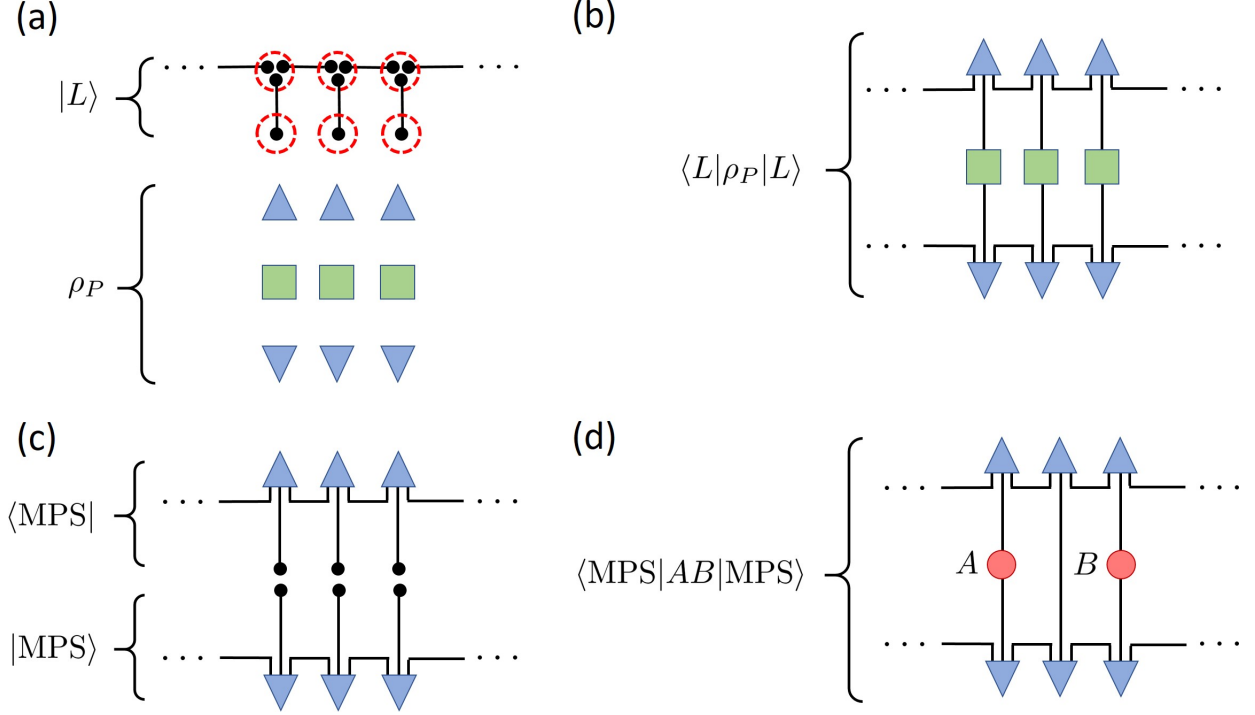 (a)
|L⟩
ρ_P
(b)
⟨L|ρ_P|L⟩
(c)
⟨MPS|
|MPS⟩
(d)
⟨MPS|AB|MPS⟩
A
B